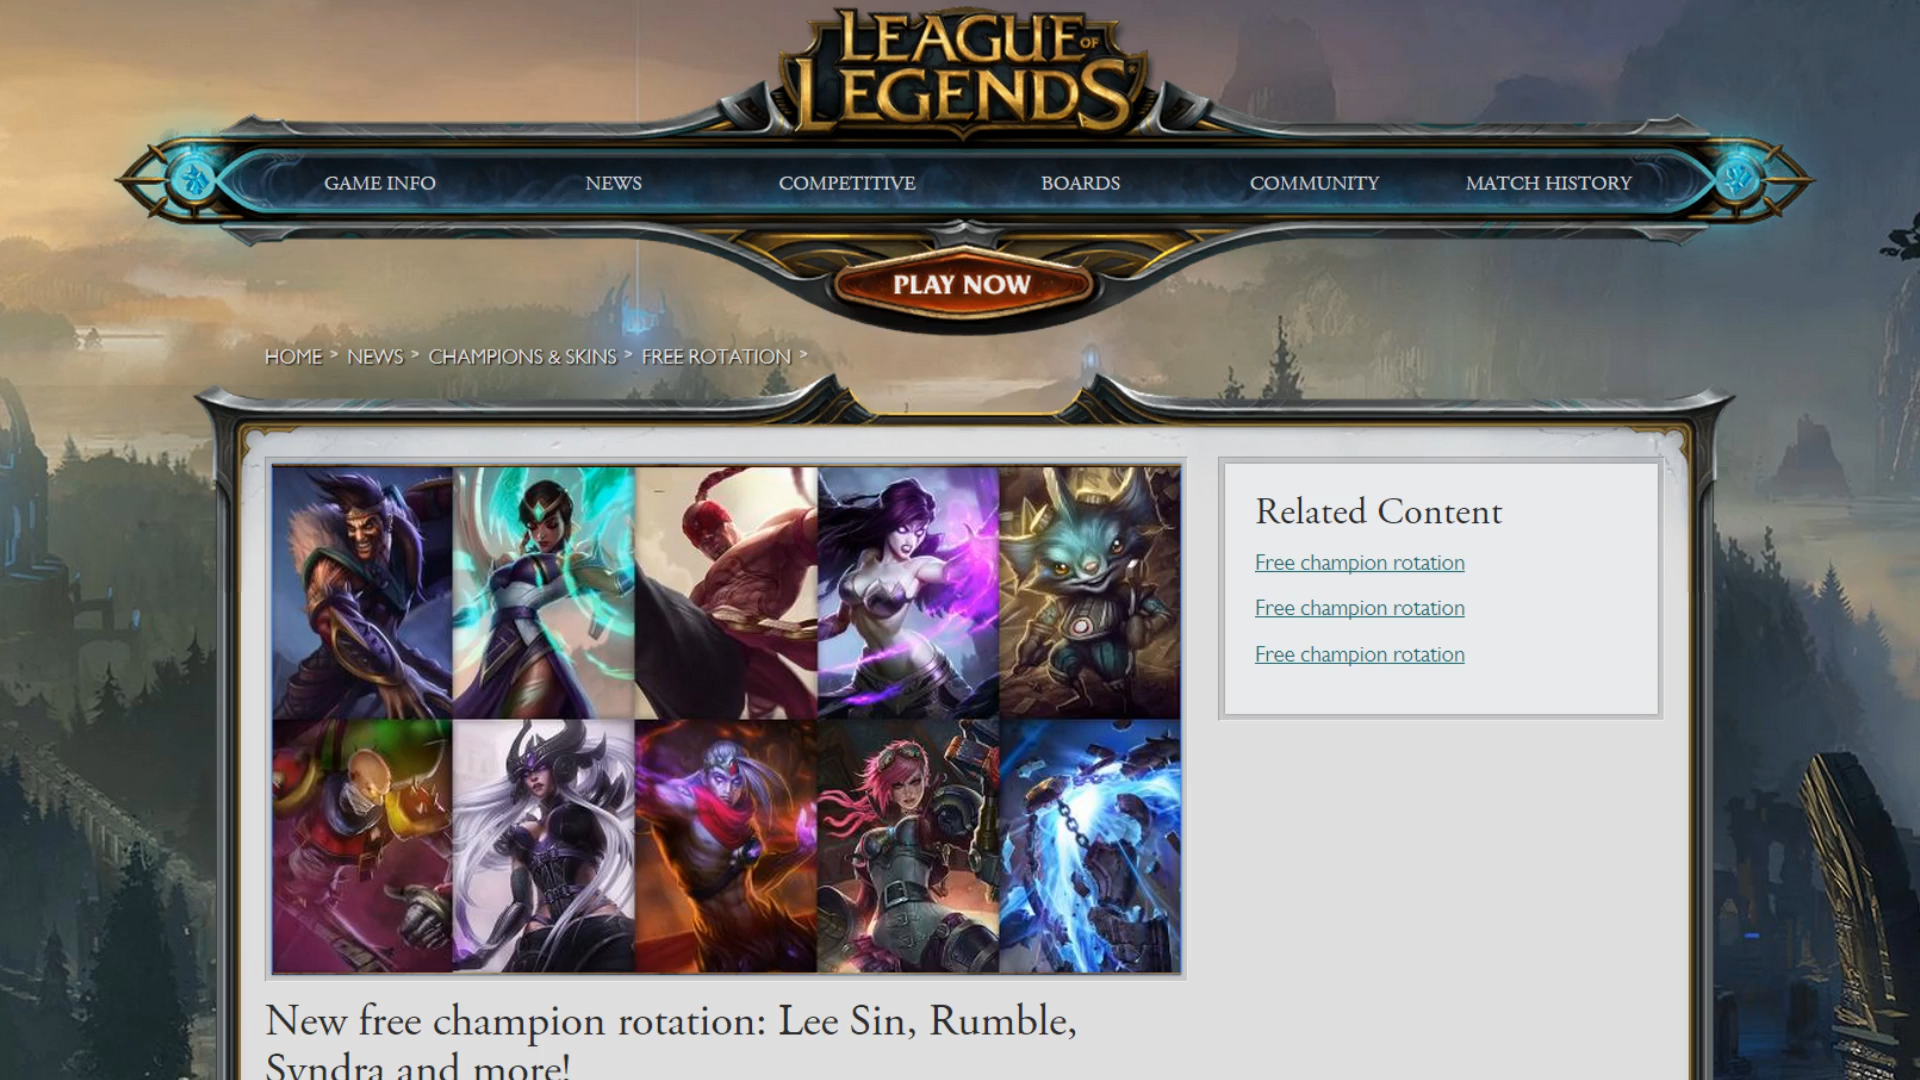 LEAGUE OF
LEGENDS
GAME INFO NEWS COMPETITIVE BOARDS COMMUNITY MATCH HISTORY
PLAY NOW
HOME > NEWS > CHAMPIONS & SKINS > FREE ROTATION >
Related Content
Free champion rotation
Free champion rotation
Free champion rotation
New free champion rotation: Lee Sin, Rumble,
Syndra and more!